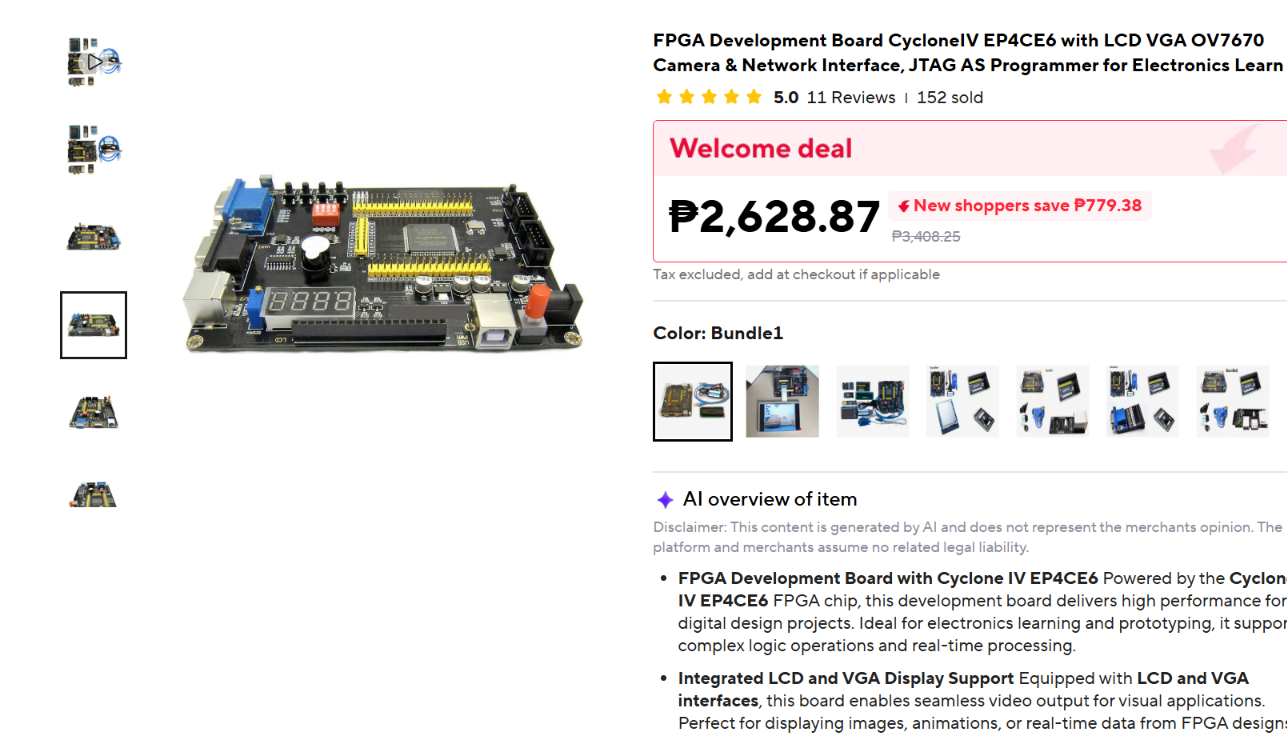 FPGA Development Board CycloneIV EP4CE6 with LCD VGA OV7670
Camera & Network Interface, JTAG AS Programmer for Electronics Learn
5.0 11 Reviews | 152 sold
Welcome deal
₱2,628.87
New shoppers save ₱779.38
₱3,408.25
Tax excluded, add at checkout if applicable
Color: Bundle1
AI overview of item
Disclaimer: This content is generated by AI and does not represent the merchants opinion. The
platform and merchants assume no related legal liability.
• FPGA Development Board with Cyclone IV EP4CE6 Powered by the Cyclon
IV EP4CE6 FPGA chip, this development board delivers high performance for
digital design projects. Ideal for electronics learning and prototyping, it suppor
complex logic operations and real-time processing.
• Integrated LCD and VGA Display Support Equipped with LCD and VGA
interfaces, this board enables seamless video output for visual applications.
Perfect for displaying images, animations, or real-time data from FPGA designs